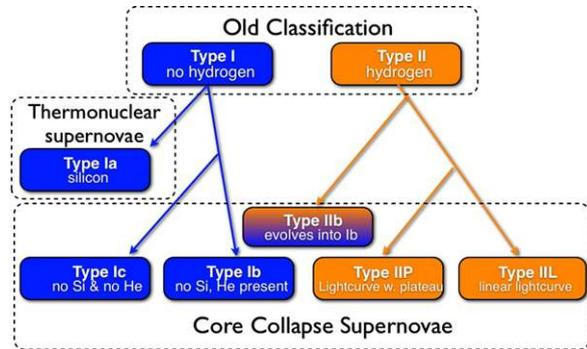 Old Classification
Type I
no hydrogen
Type II
hydrogen
Thermonuclear
supernovae
Type Ia
silicon
Type IIb
evolves into Ib
Type Ic
no Si & no He
Type Ib
no Si, He present
Type IIP
Lightcurve w. plateau
Type IIL
linear lightcurve
Core Collapse Supernovae